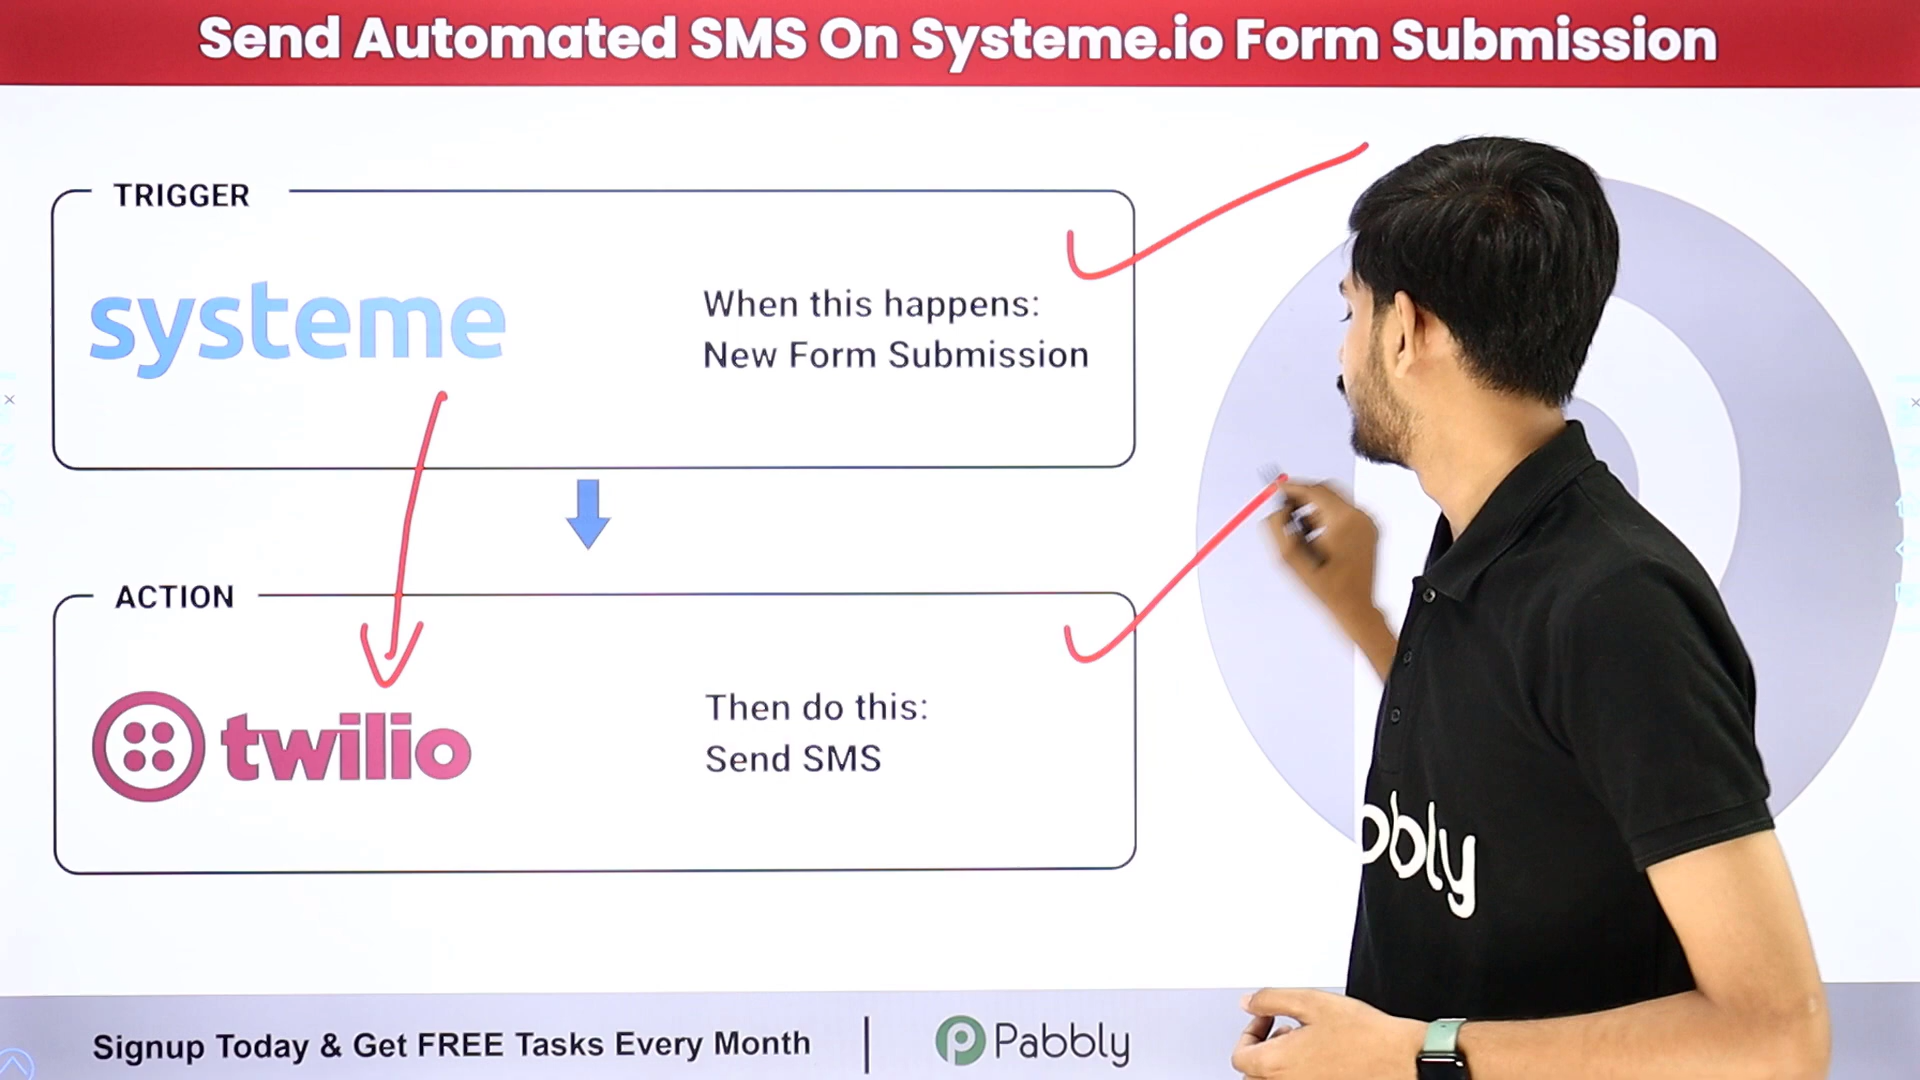 Send Automated SMS On Systeme.io Form Submission
TRIGGER
systeme
When this happens:
New Form Submission
ACTION
twilio
Then do this:
Send SMS
bbly
Signup Today & Get FREE Tasks Every Month
Pabbly